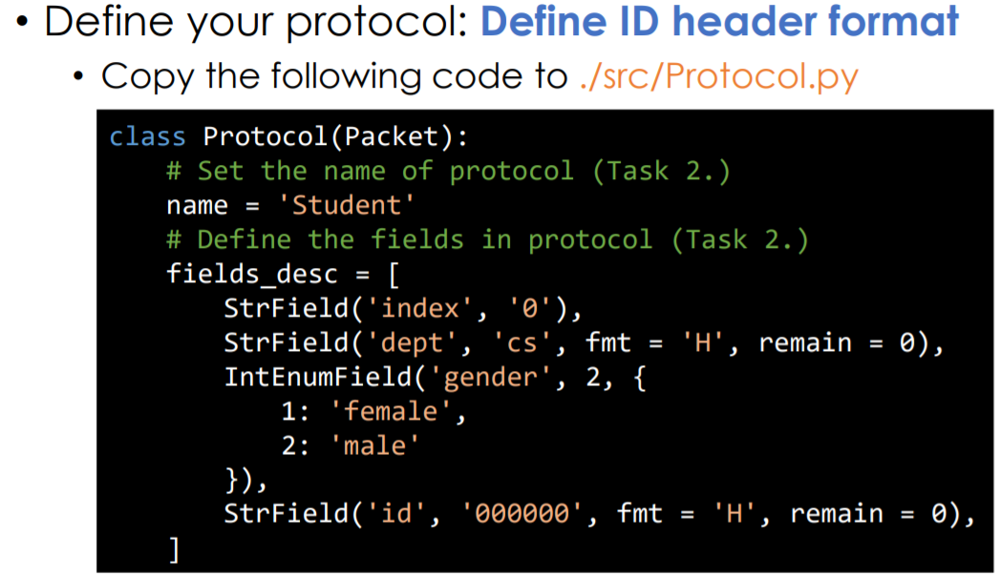 • Define your protocol: Define ID header format
• Copy the following code to ./src/Protocol.py
class Protocol(Packet):
    # Set the name of protocol (Task 2.)
    name = 'Student'
    # Define the fields in protocol (Task 2.)
    fields_desc = [
        StrField('index', '0'),
        StrField('dept', 'cs', fmt = 'H', remain = 0),
        IntEnumField('gender', 2, {
            1: 'female',
            2: 'male'
        }),
        StrField('id', '000000', fmt = 'H', remain = 0),
    ]